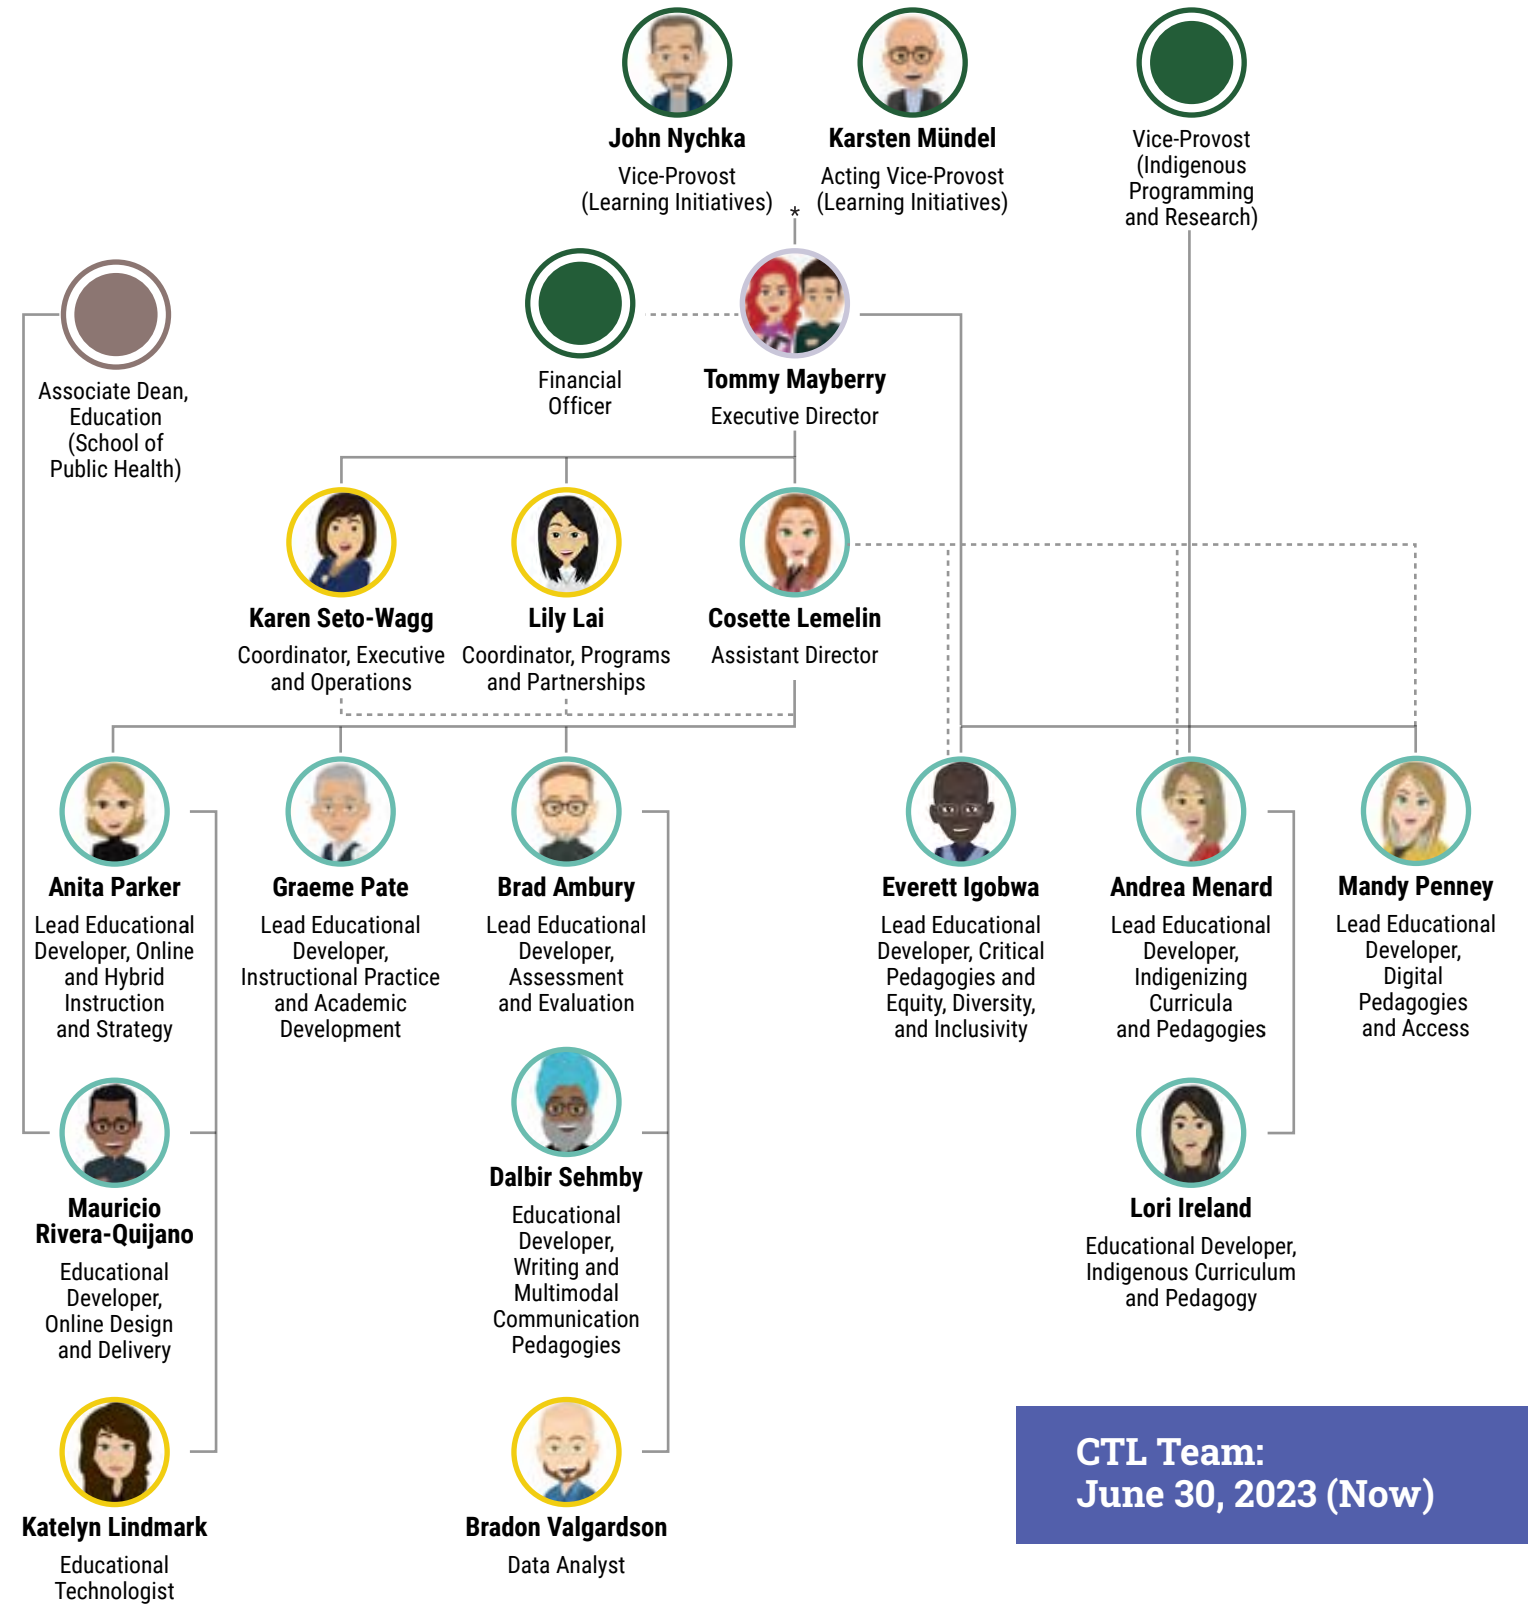 John Nychka
Vice-Provost
(Learning Initiatives)
*
Karsten Mündel
Acting Vice-Provost
(Learning Initiatives)
Vice-Provost
(Indigenous
Programming
and Research)
Associate Dean,
Education
(School of
Public Health)
Financial
Officer
Tommy Mayberry
Executive Director
Karen Seto-Wagg
Coordinator, Executive
and Operations
Lily Lai
Coordinator, Programs
and Partnerships
Cosette Lemelin
Assistant Director
Anita Parker
Lead Educational
Developer, Online
and Hybrid
Instruction
and Strategy
Graeme Pate
Lead Educational
Developer,
Instructional Practice
and Academic
Development
Brad Ambury
Lead Educational
Developer,
Assessment
and Evaluation
Everett Igobwa
Lead Educational
Developer, Critical
Pedagogies and
Equity, Diversity,
and Inclusivity
Andrea Menard
Lead Educational
Developer,
Indigenizing
Curricula
and Pedagogies
Mandy Penney
Lead Educational
Developer,
Digital
Pedagogies
and Access
Mauricio
Rivera-Quijano
Educational
Developer,
Online Design
and Delivery
Dalbir Sehmby
Educational
Developer,
Writing and
Multimodal
Communication
Pedagogies
Lori Ireland
Educational Developer,
Indigenous Curriculum
and Pedagogy
Katelyn Lindmark
Educational
Technologist
Bradon Valgardson
Data Analyst
CTL Team:
June 30, 2023 (Now)